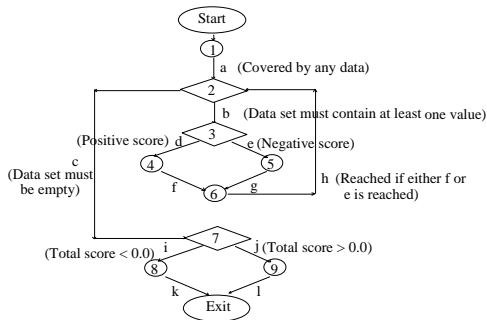 Start
1
a (Covered by any data)
2
b (Data set must contain at least one value)
3
(Positive score) d
e (Negative score)
c
(Data set must
be empty)
4
5
f
g
h (Reached if either f or
e is reached)
6
7
(Total score < 0.0) i
j (Total score > 0.0)
8
9
k
l
Exit